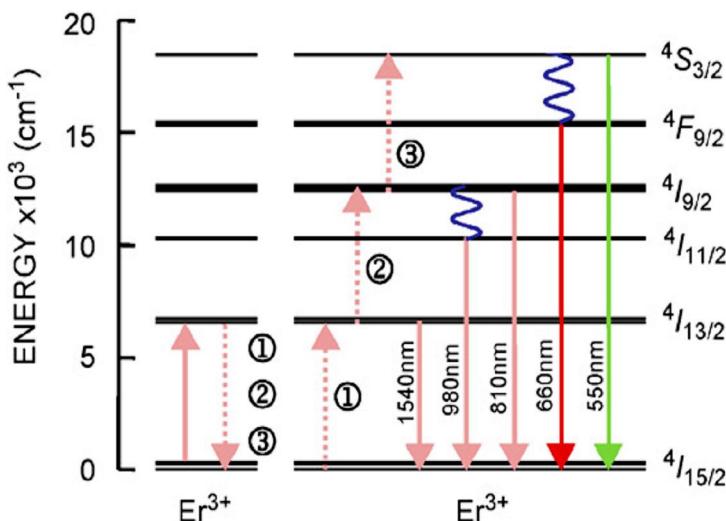 20
15
10
5
0
ENERGY x10³ (cm⁻¹)
⁴S₃/₂
⁴F₉/₂
⁴I₉/₂
⁴I₁₁/₂
⁴I₁₃/₂
⁴I₁₅/₂
③
②
①
①
②
③
1540nm
980nm
810nm
660nm
550nm
Er³⁺
Er³⁺